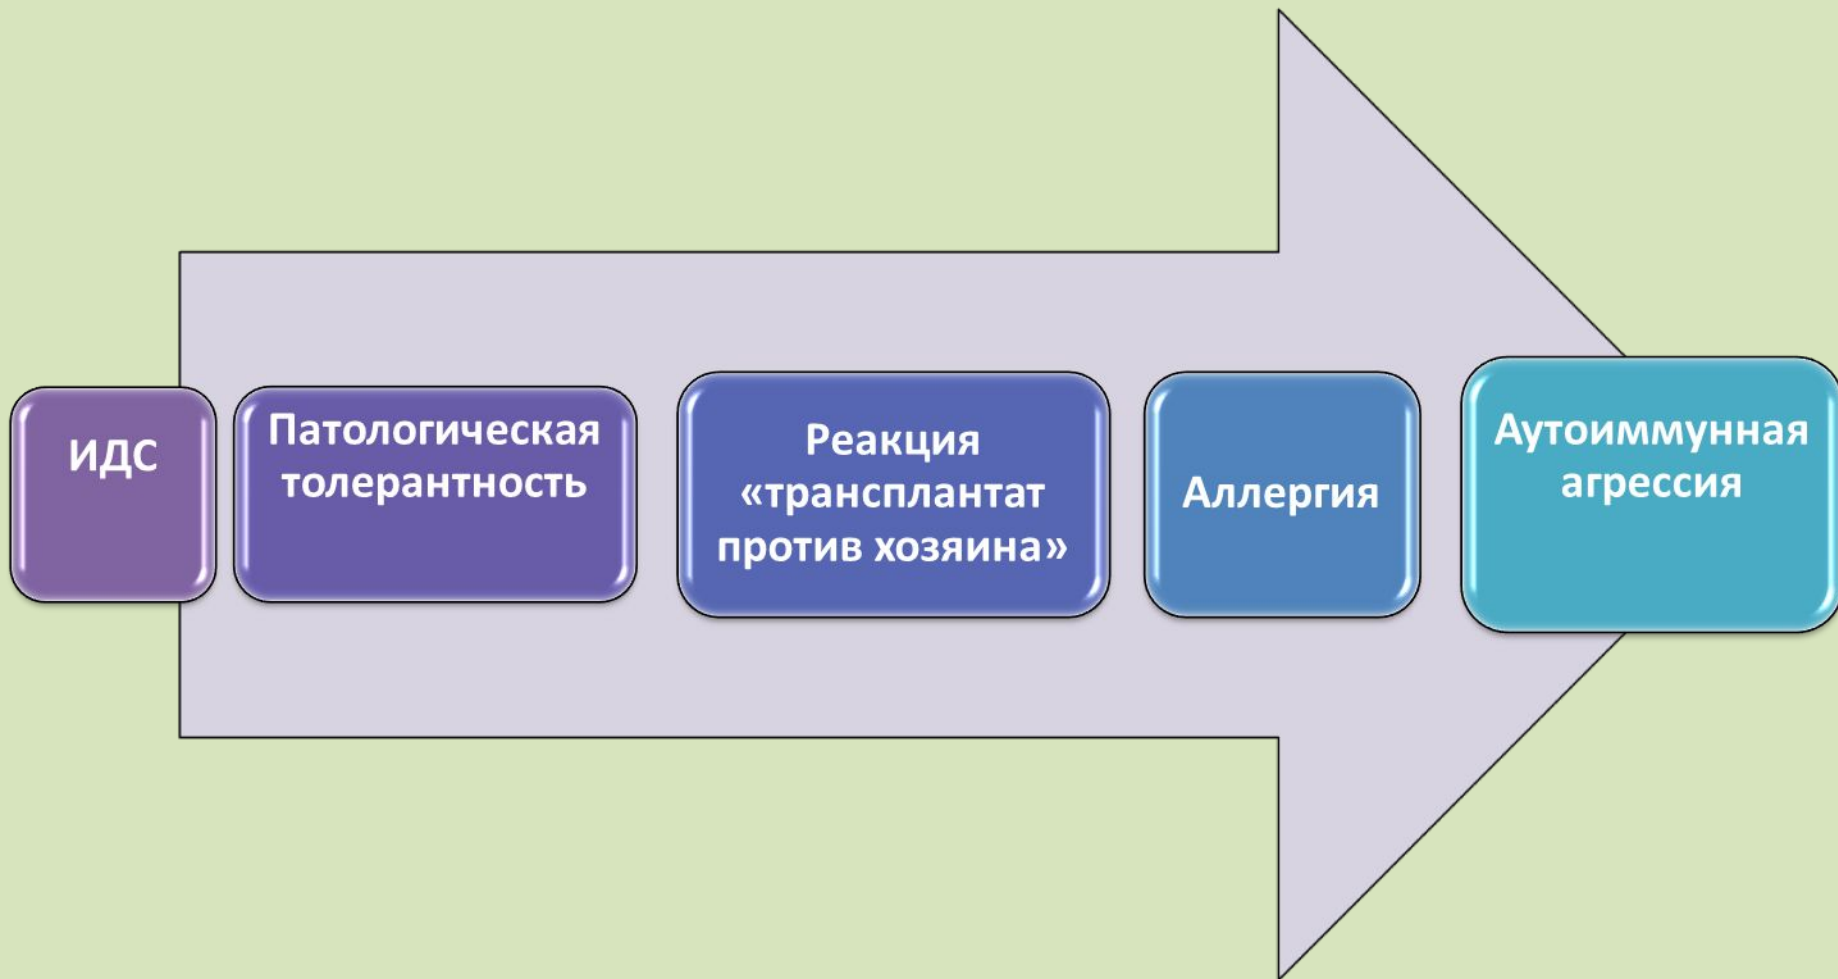 ИДС
Патологическая
толерантность
Реакция
«трансплантат
против хозяина»
Аллергия
Аутоиммунная
агрессия